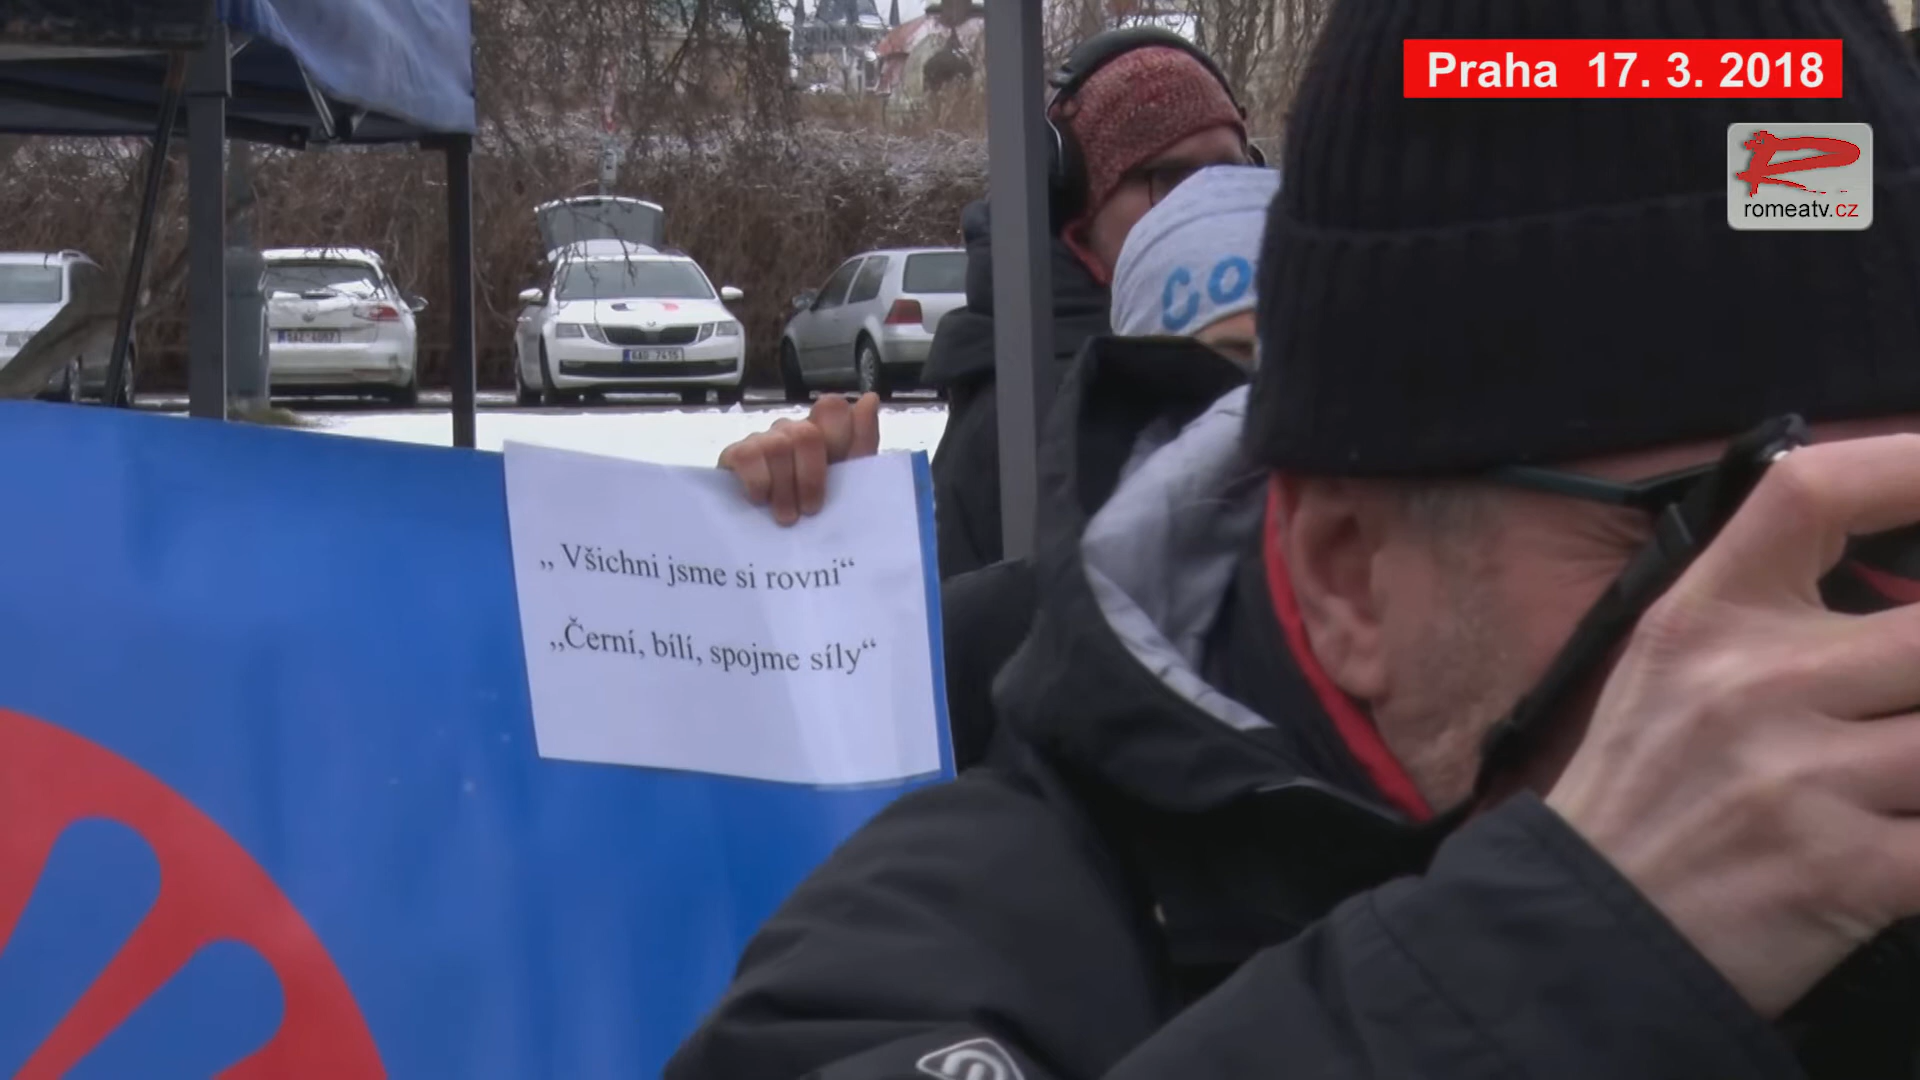 Praha 17. 3. 2018
romeatv.cz
„ Všichni jsme si rovni“
„Černí, bílí, spojme síly“